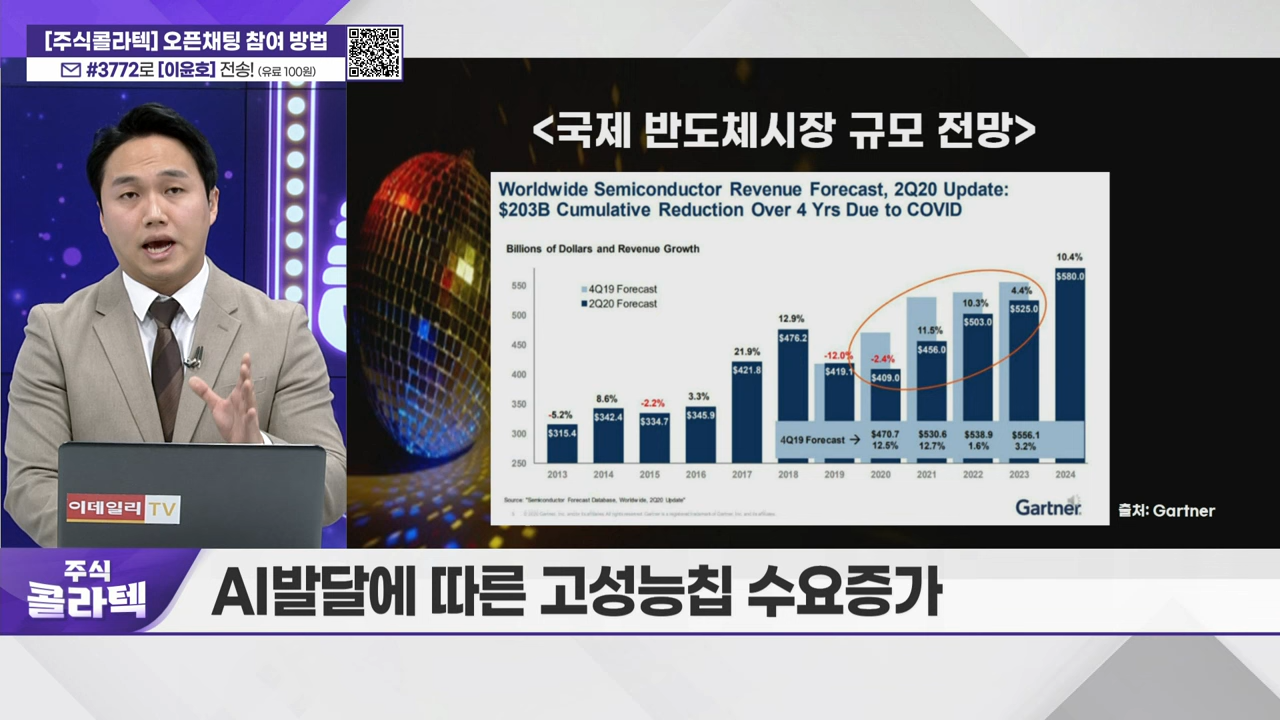 [주식콜라텍] 오픈채팅 참여 방법
#3772로 [이윤호] 전송! (유료 100원)
<국제 반도체시장 규모 전망>
Worldwide Semiconductor Revenue Forecast, 2Q20 Update:
$203B Cumulative Reduction Over 4 Yrs Due to COVID
Billions of Dollars and Revenue Growth
4Q19 Forecast
2Q20 Forecast
550
500
450
400
350
300
250
-5.2% 8.6% -2.2% 3.3% 21.9% 12.9% -12.0% -2.4% 11.5% 10.3% 4.4% 10.4%
$315.4 $342.4 $334.7 $345.9 $421.8 $476.2 $419.1 $409.0 $456.0 $503.0 $525.0 $580.0
4Q19 Forecast → $470.7 $530.6 $538.9 $556.1
12.5% 12.7% 1.6% 3.2%
2013 2014 2015 2016 2017 2018 2019 2020 2021 2022 2023 2024
Source: "Semiconductor Forecast Database, Worldwide, 2Q20 Update"
Gartner
출처: Gartner
이데일리 TV
주식
콜라텍
AI발달에 따른 고성능칩 수요증가